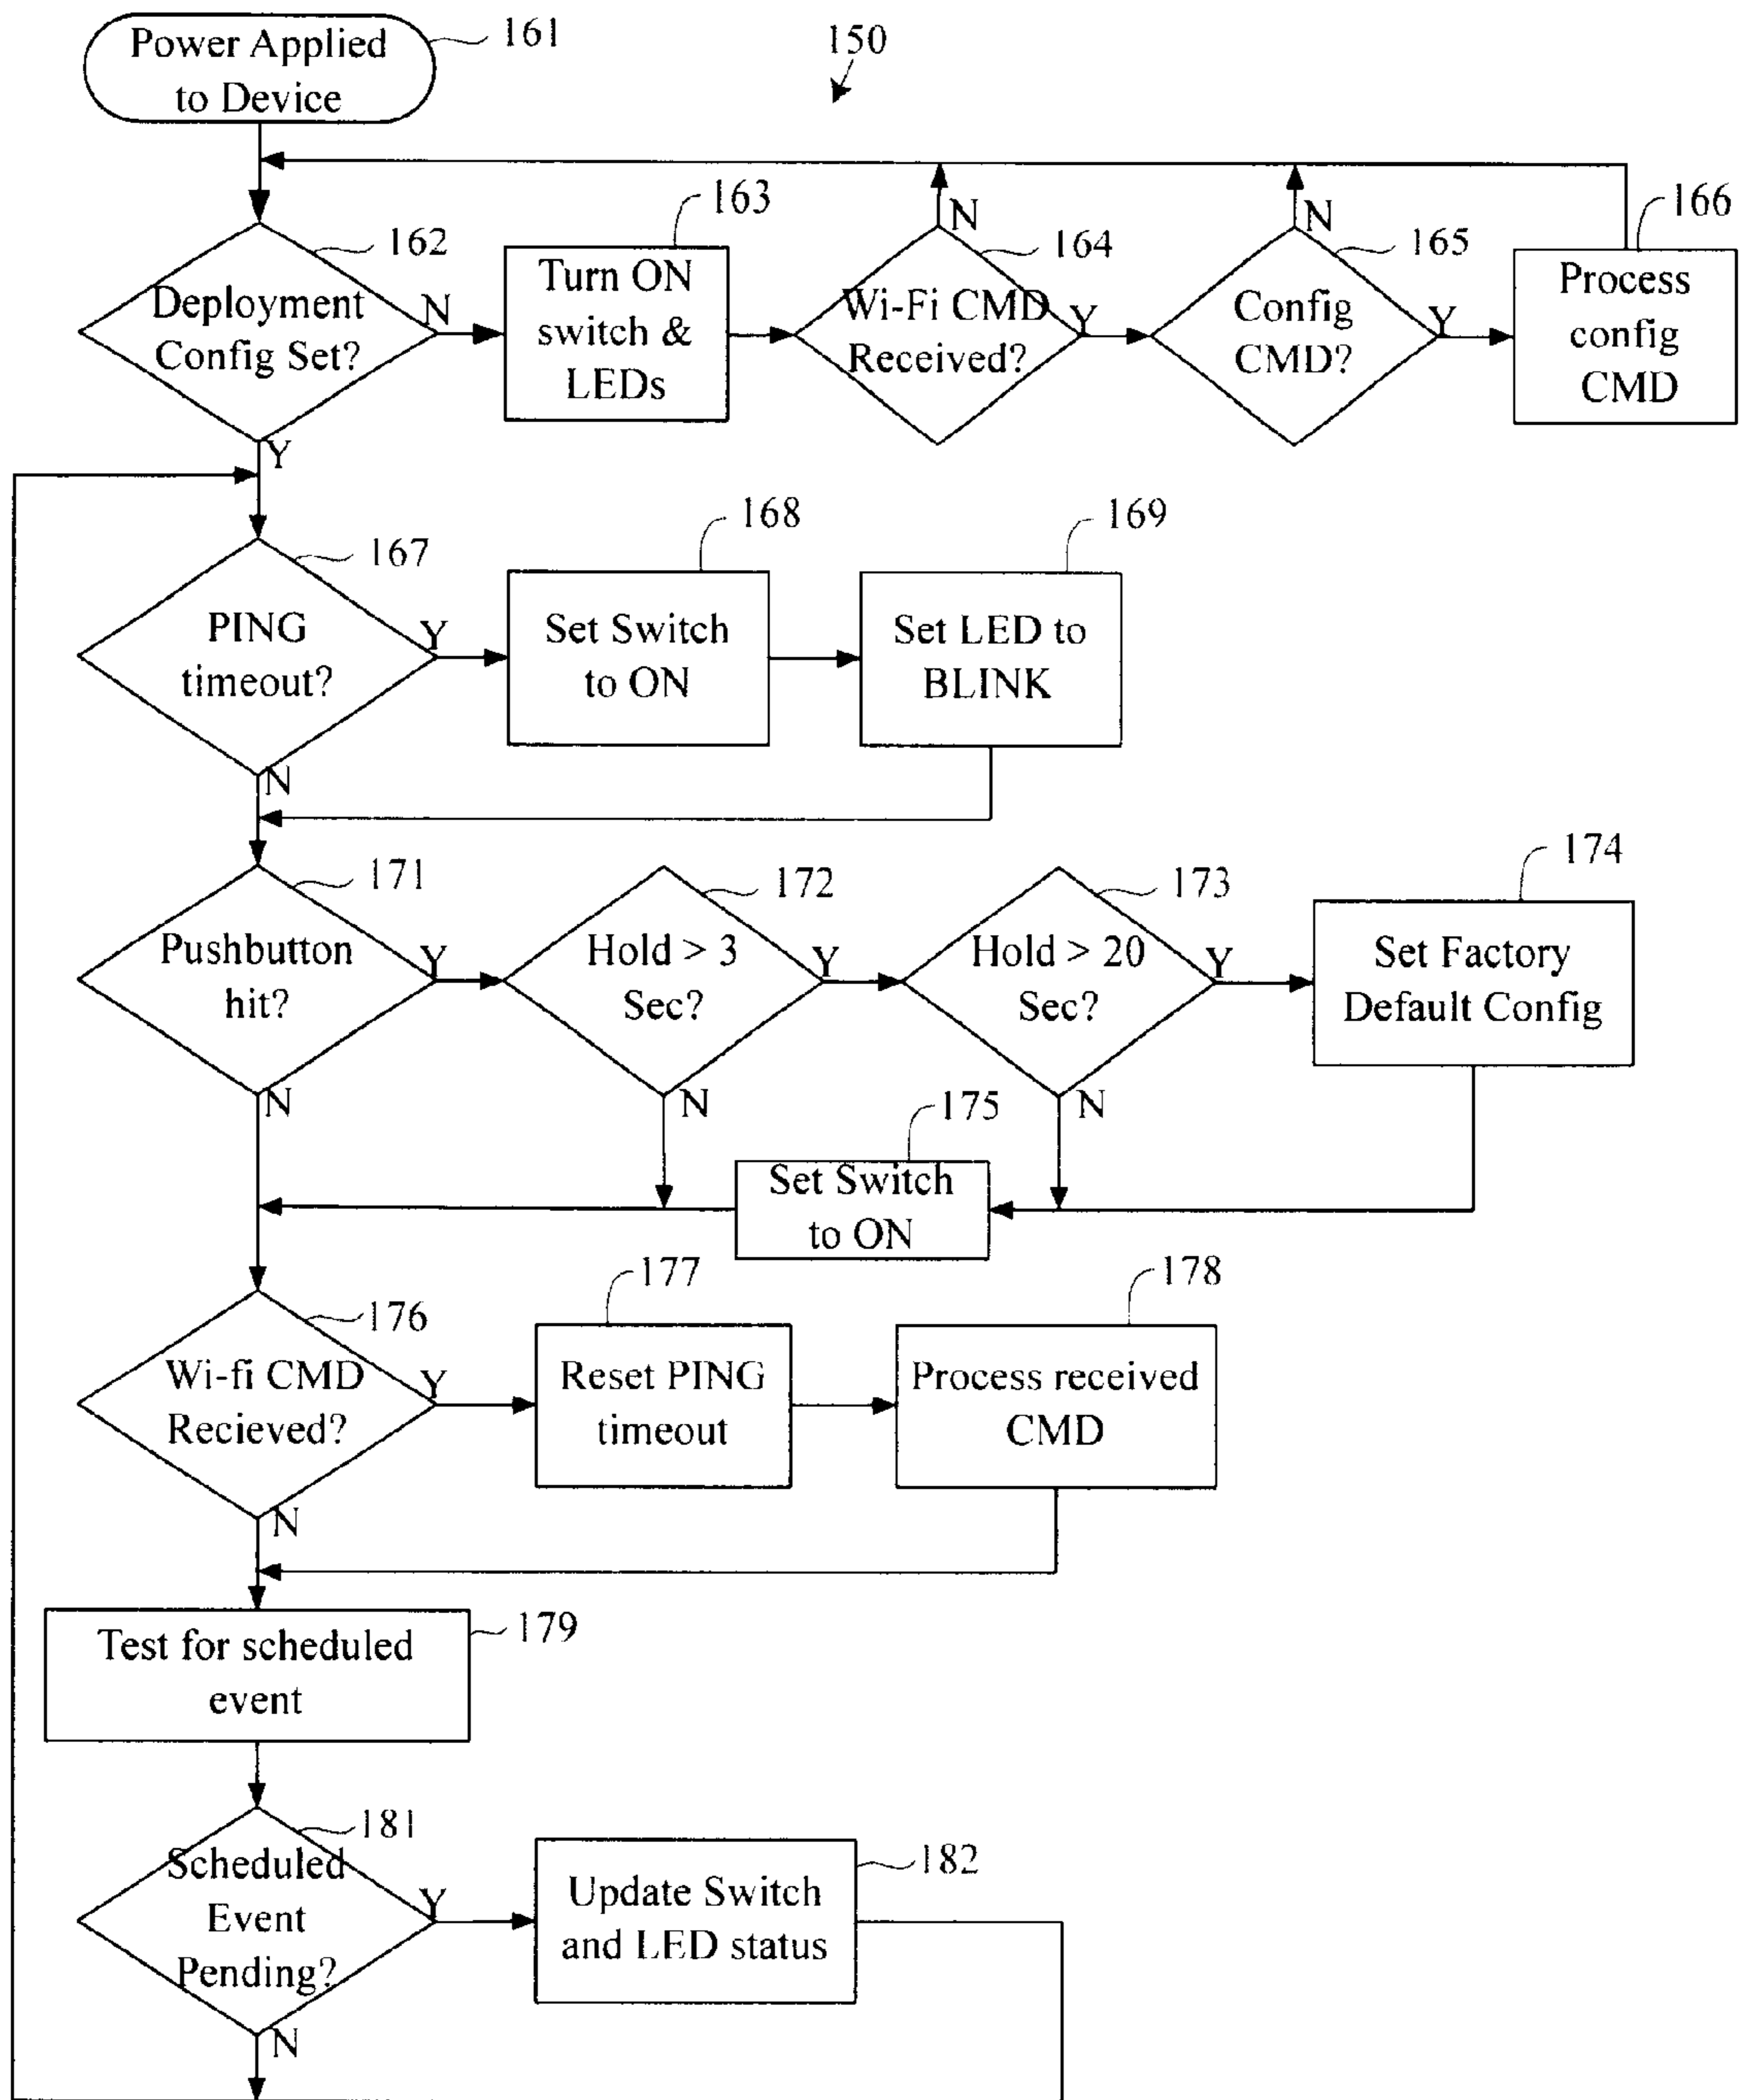 Power Applied
to Device
161
150
162
Deployment
Config Set?
N
Y
163
Turn ON
switch &
LEDs
164
Wi-Fi CMD
Received?
N
Y
165
Config
CMD?
N
Y
166
Process
config
CMD
167
PING
timeout?
Y
N
168
Set Switch
to ON
169
Set LED to
BLINK
171
Pushbutton
hit?
Y
N
172
Hold > 3
Sec?
Y
N
173
Hold > 20
Sec?
Y
N
174
Set Factory
Default Config
175
Set Switch
to ON
176
Wi-fi CMD
Recieved?
Y
N
177
Reset PING
timeout
178
Process received
CMD
179
Test for scheduled
event
181
Scheduled
Event
Pending?
Y
N
182
Update Switch
and LED status